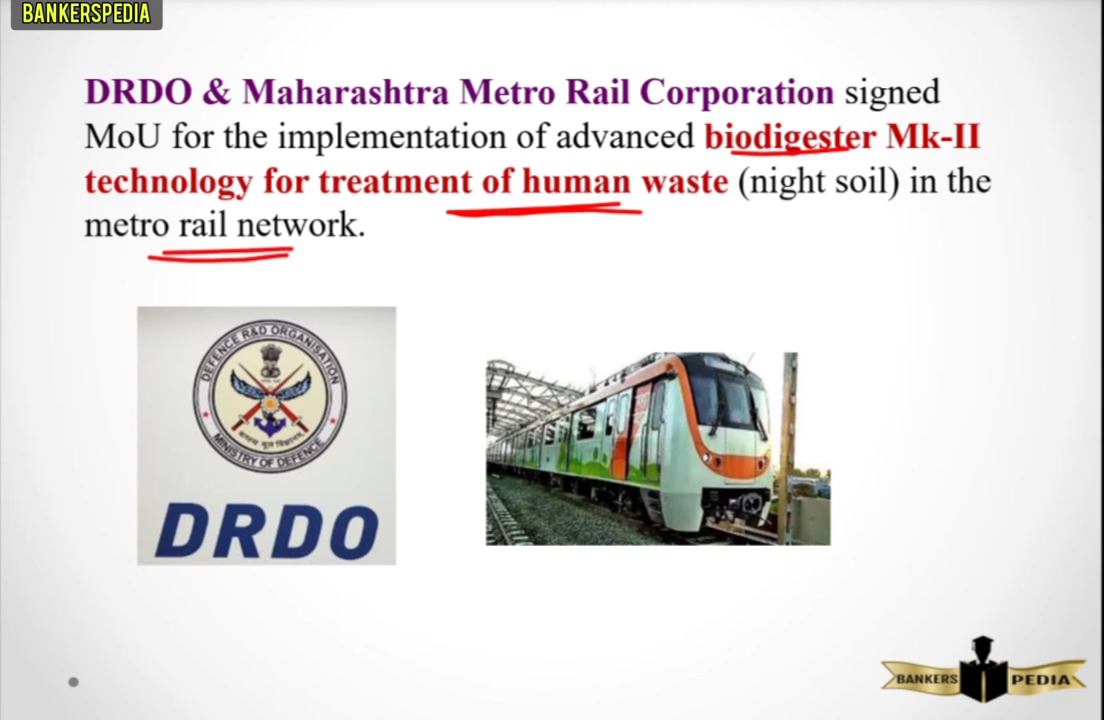 BANKERSPEDIA
DRDO & Maharashtra Metro Rail Corporation signed
MoU for the implementation of advanced biodigester Mk-II
technology for treatment of human waste (night soil) in the
metro rail network.
DEFENCE R&D ORGANISATION
MINISTRY OF DEFENCE
DRDO
BANKERS PEDIA